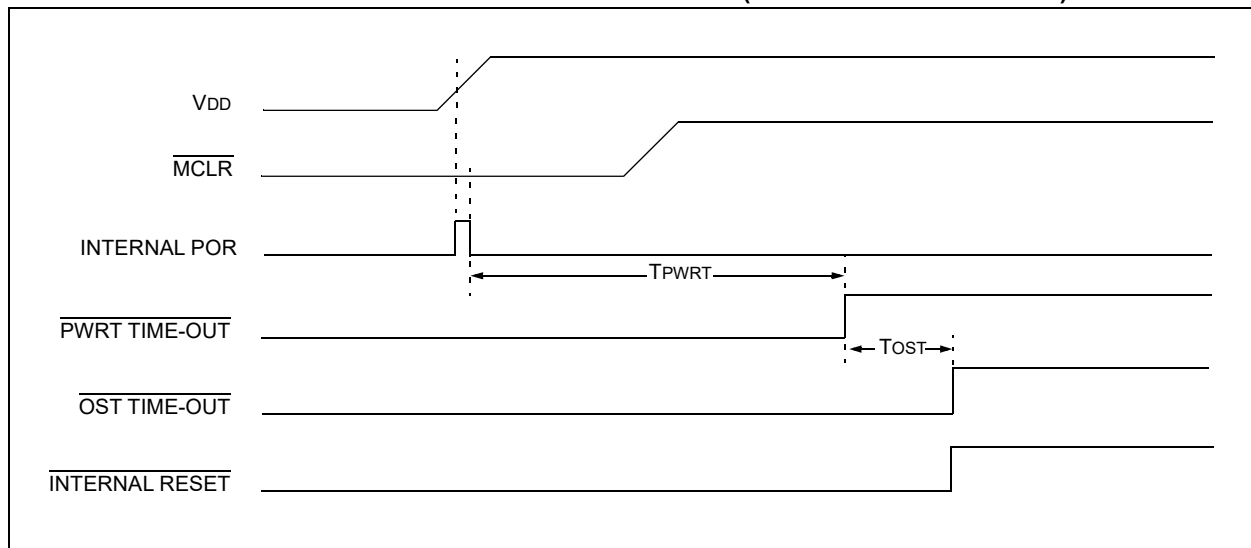 VDD
MCLR
INTERNAL POR
TPWRT
PWRT TIME-OUT
TOST
OST TIME-OUT
INTERNAL RESET